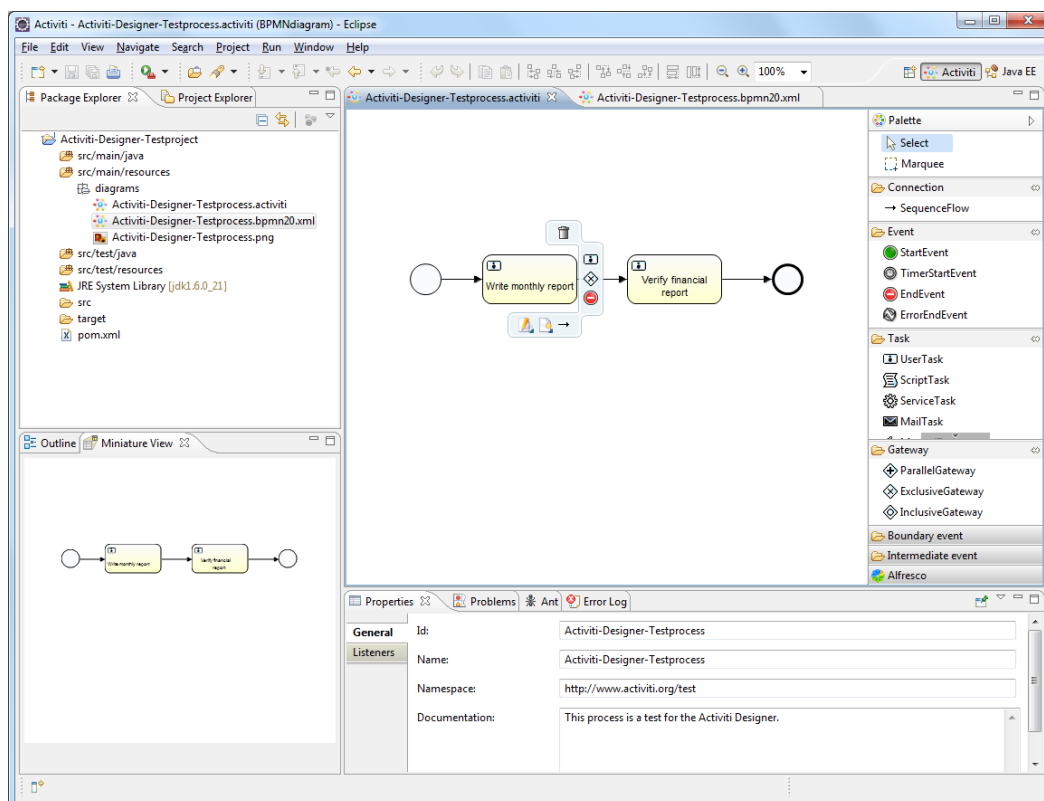 Activiti - Activiti-Designer-Testprocess.activiti (BPMNdiagram) - Eclipse
File Edit View Navigate Search Project Run Window Help
100%
Activiti
Java EE
Package Explorer
Project Explorer
Activiti-Designer-Testproject
src/main/java
src/main/resources
diagrams
Activiti-Designer-Testprocess.activiti
Activiti-Designer-Testprocess.bpmn20.xml
Activiti-Designer-Testprocess.png
src/test/java
src/test/resources
JRE System Library [jdk1.6.0_21]
src
target
pom.xml
Outline
Miniature View
Write monthly report
Verify financial
report
Activiti-Designer-Testprocess.activiti
Activiti-Designer-Testprocess.bpmn20.xml
Write monthly report
Verify financial
report
Palette
Select
Marquee
Connection
SequenceFlow
Event
StartEvent
TimerStartEvent
EndEvent
ErrorEndEvent
Task
UserTask
ScriptTask
ServiceTask
MailTask
Gateway
ParallelGateway
ExclusiveGateway
InclusiveGateway
Boundary event
Intermediate event
Alfresco
Properties
Problems
Ant
Error Log
General
Listeners
Id:
Activiti-Designer-Testprocess
Name:
Activiti-Designer-Testprocess
Namespace:
http://www.activiti.org/test
Documentation:
This process is a test for the Activiti Designer.